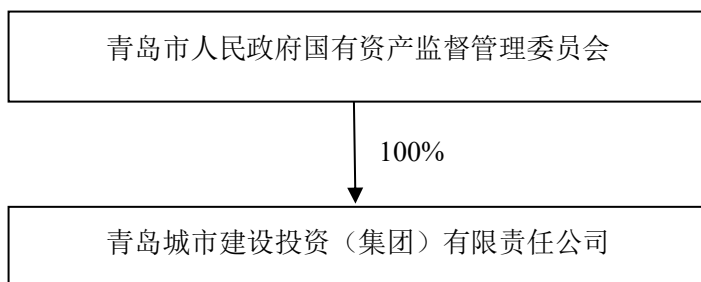 青岛市人民政府国有资产监督管理委员会
100%
青岛城市建设投资（集团）有限责任公司